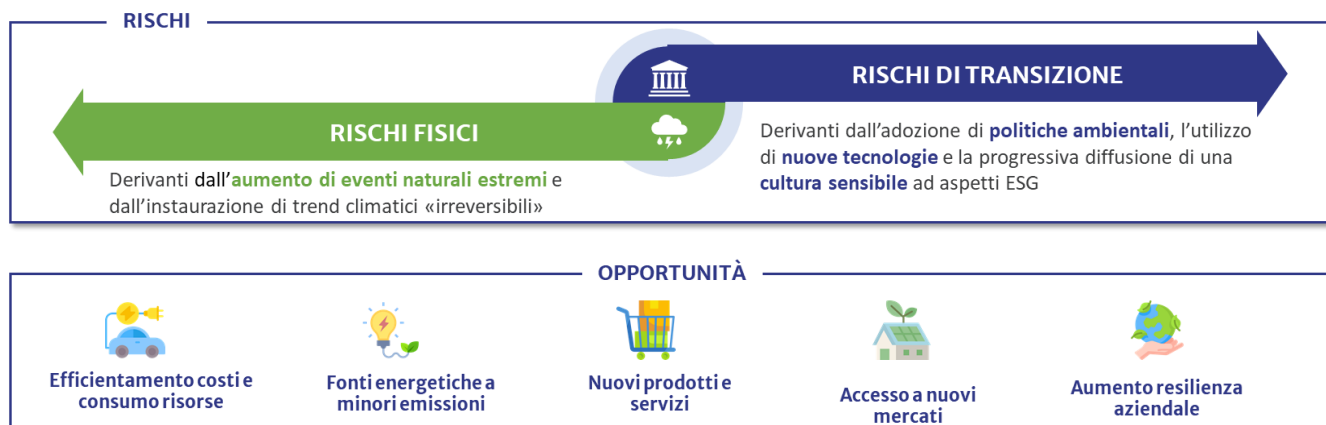 RISCHI
RISCHI DI TRANSIZIONE
Derivanti dall'adozione di politiche ambientali, l'utilizzo
di nuove tecnologie e la progressiva diffusione di una
cultura sensibile ad aspetti ESG
RISCHI FISICI
Derivanti dall'aumento di eventi naturali estremi e
dall'instaurazione di trend climatici «irreversibili»
OPPORTUNITÀ
Efficientamento costi e
consumo risorse
Fonti energetiche a
minori emissioni
Nuovi prodotti e
servizi
Accesso a nuovi
mercati
Aumento resilienza
aziendale